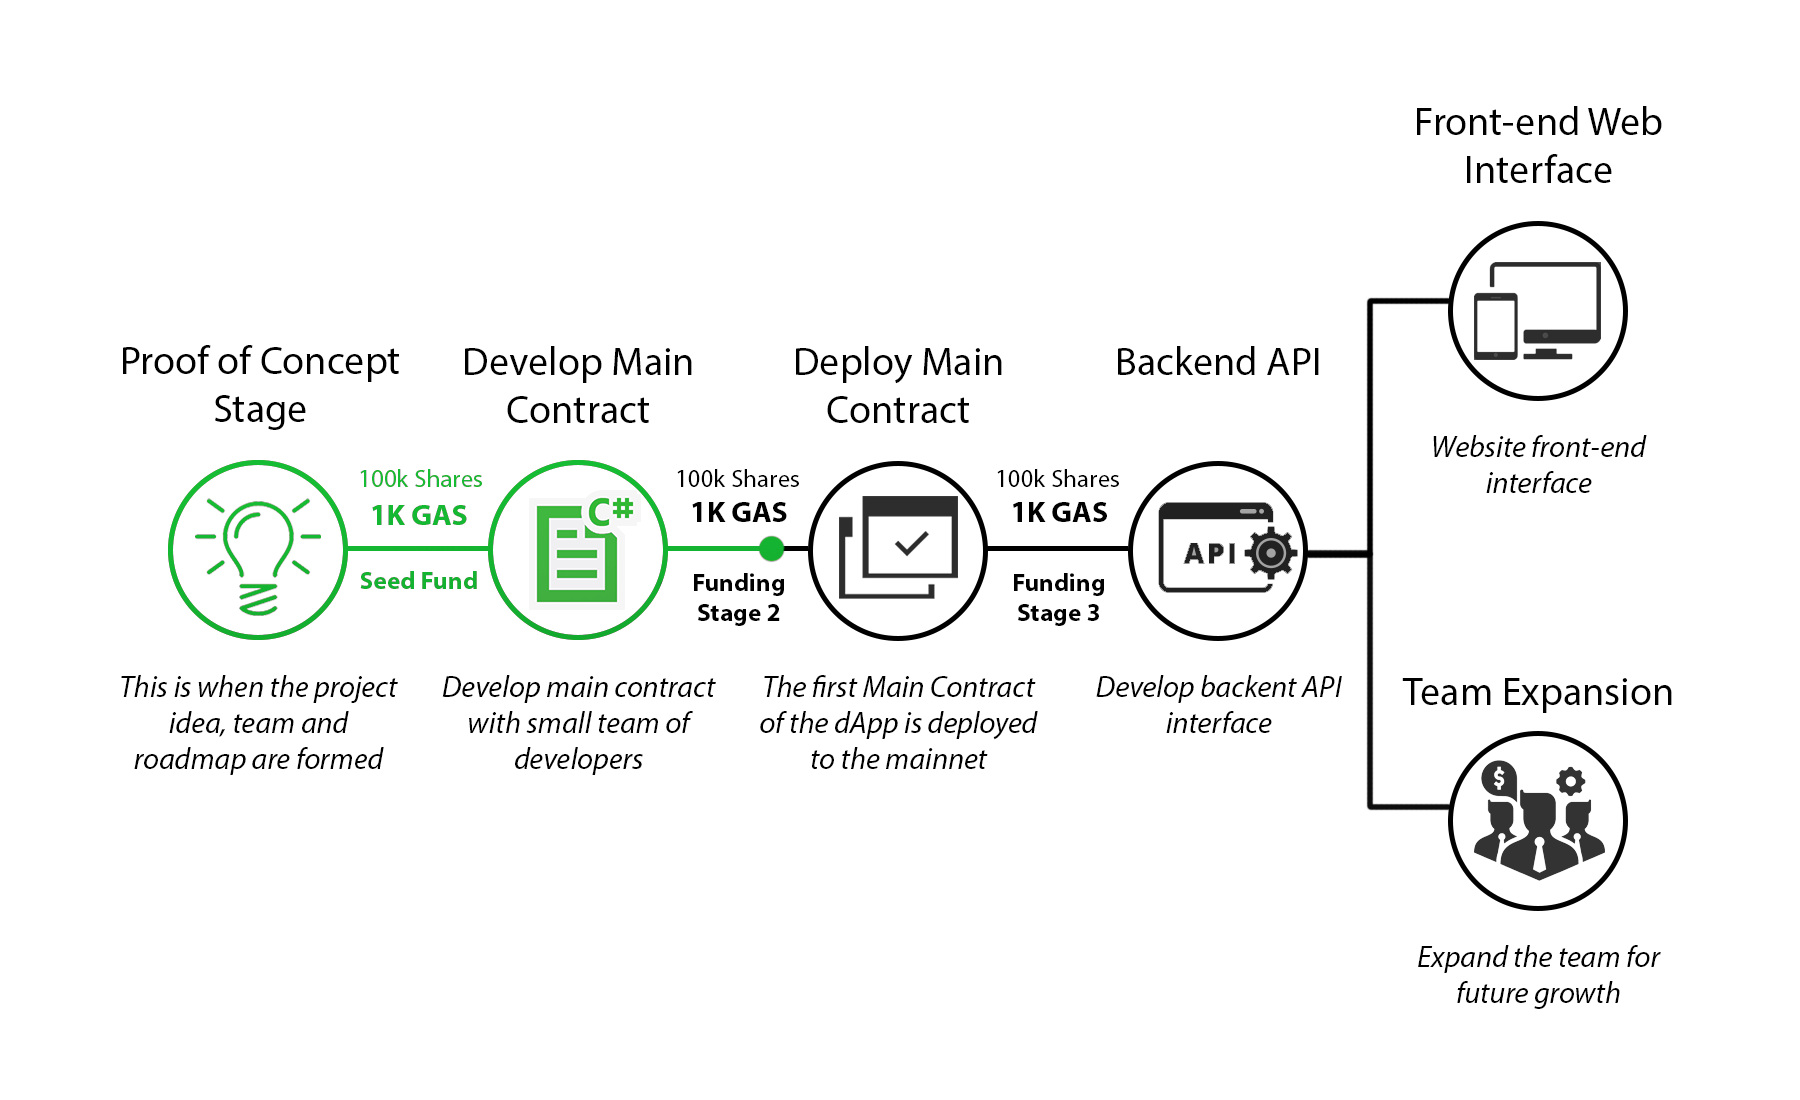 Proof of Concept
Stage
This is when the project
idea, team and
roadmap are formed
100k Shares
1K GAS
Seed Fund
Develop Main
Contract
C#
Develop main contract
with small team of
developers
100k Shares
1K GAS
Funding
Stage 2
Deploy Main
Contract
The first Main Contract
of the dApp is deployed
to the mainnet
100k Shares
1K GAS
Funding
Stage 3
Backend API
API
Develop backent API
interface
Front-end Web
Interface
Website front-end
interface
Team Expansion
$
Expand the team for
future growth